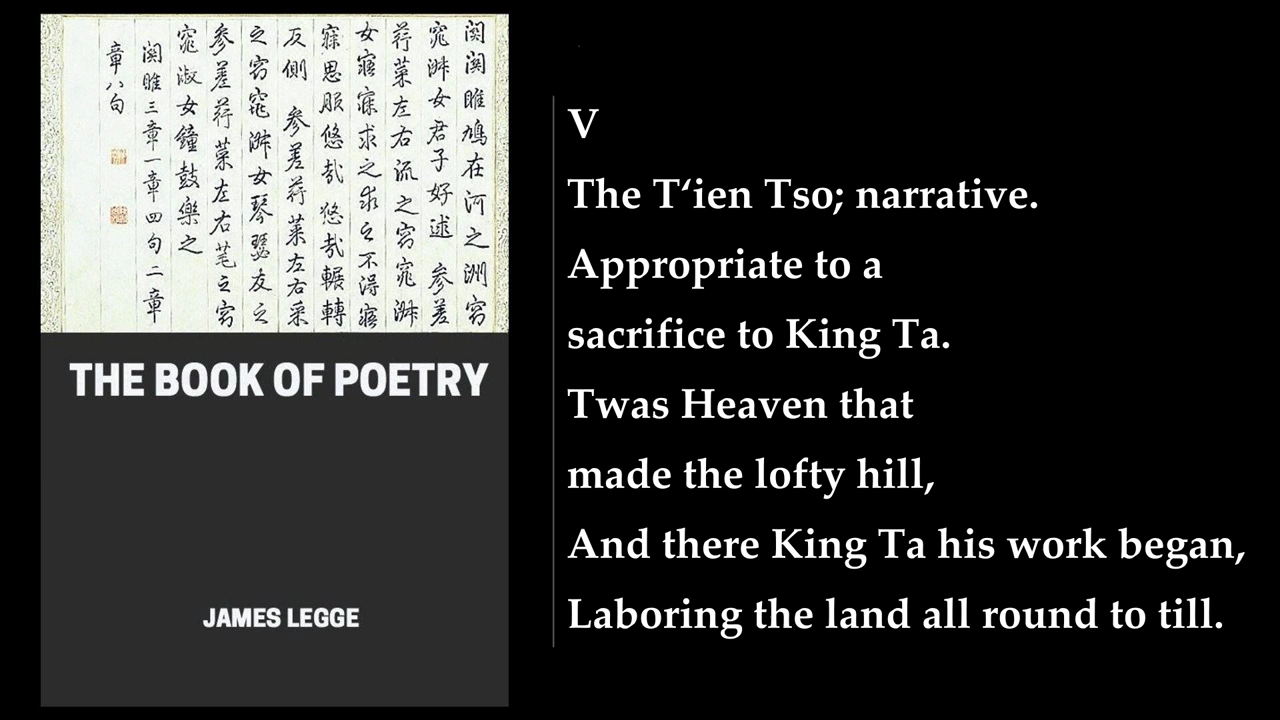 関関雎鳩在河之洲窈
窕淑女君子好逑 參差
荇菜左右流之窈窕淑
女寤寐求之求之不得寤
寐思服悠哉悠哉輾轉
反側 參差荇菜左右采
之窈窕淑女琴瑟友之
參差荇菜左右芼之窈
窕淑女鐘鼓樂之
関雎三章一章四句二章
章八句
THE BOOK OF POETRY
JAMES LEGGE
V
The T‘ien Tso; narrative.
Appropriate to a
sacrifice to King Ta.
Twas Heaven that
made the lofty hill,
And there King Ta his work began,
Laboring the land all round to till.